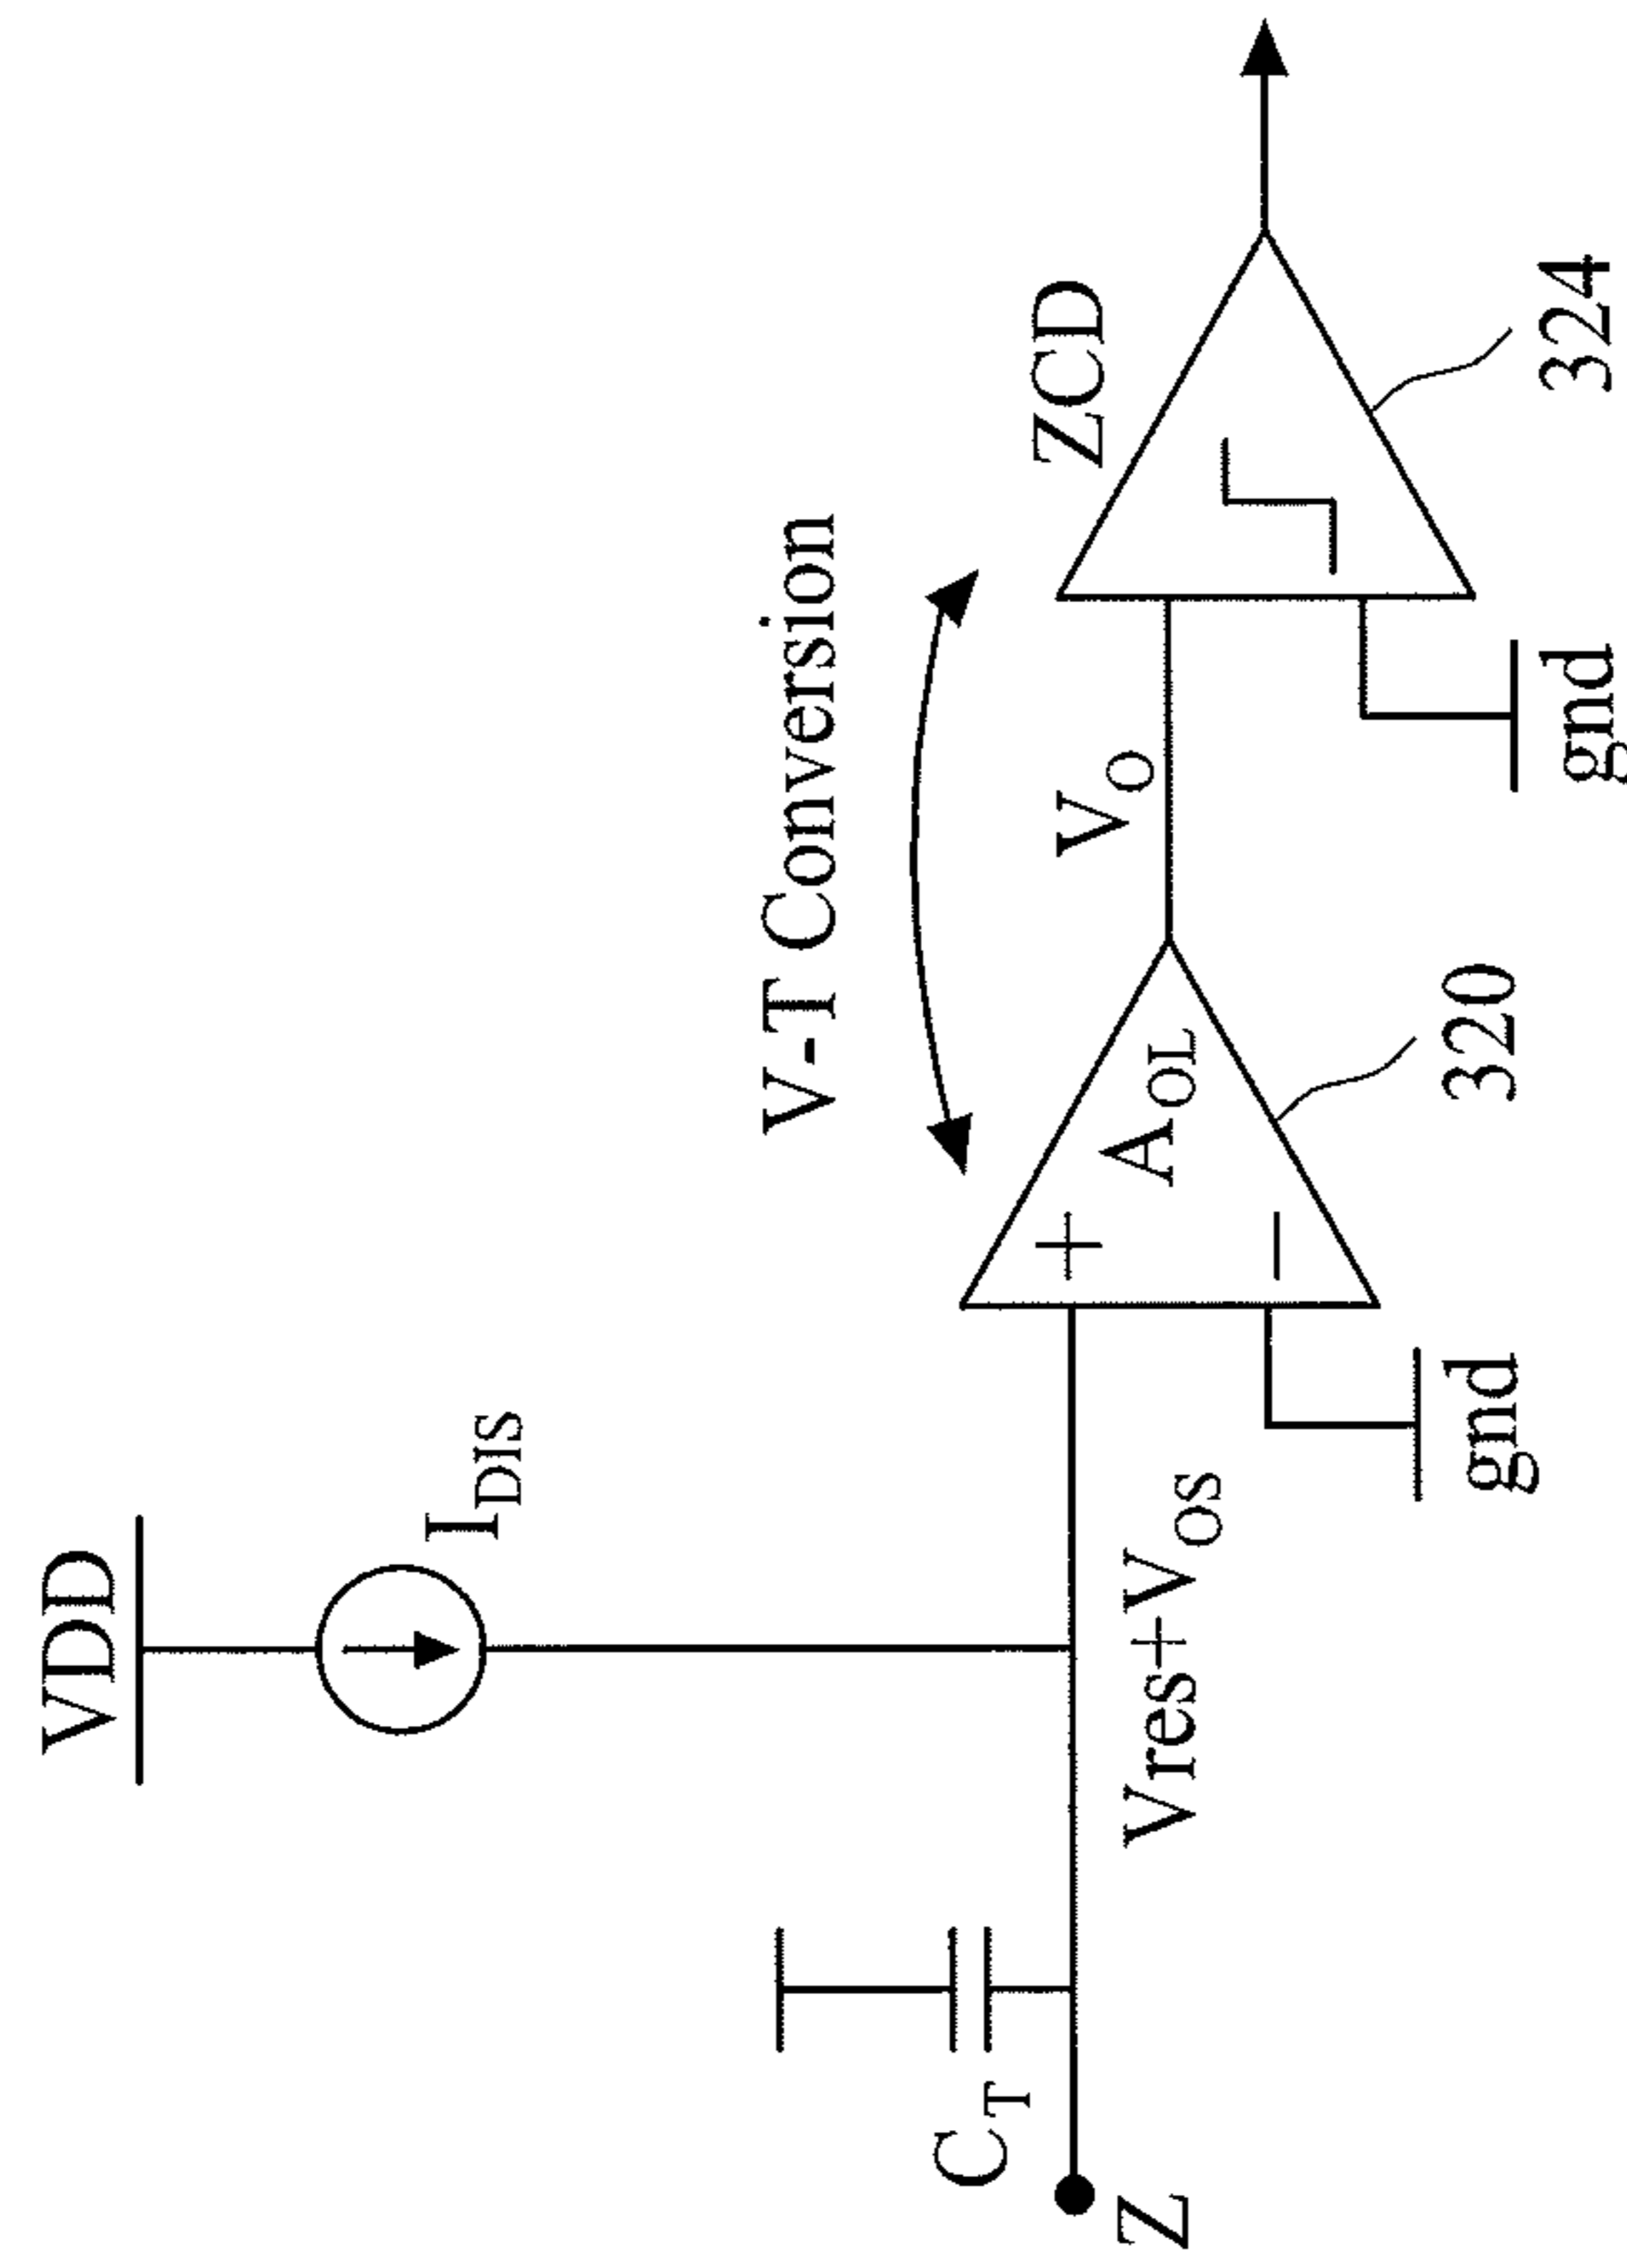 VDD
I_DIS
V-T Conversion
ZCD
C_T
V_O
+
A_OL
Z
Vres+V_OS
−
gnd
320
gnd
324